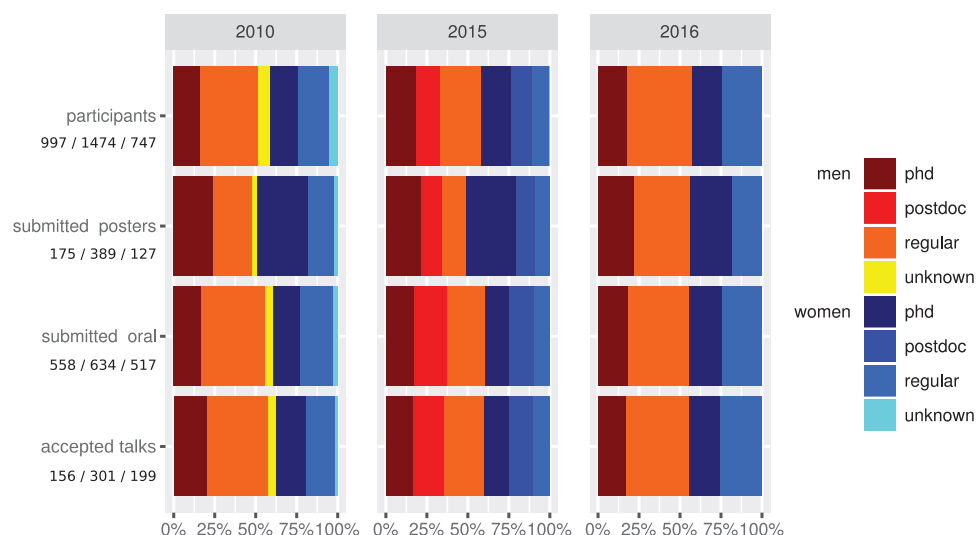 2010 2015 2016
participants
997 / 1474 / 747
submitted posters
175 / 389 / 127
submitted oral
558 / 634 / 517
accepted talks
156 / 301 / 199
0% 25% 50% 75% 100% 0% 25% 50% 75% 100% 0% 25% 50% 75% 100%
men phd
postdoc
regular
unknown
women phd
postdoc
regular
unknown